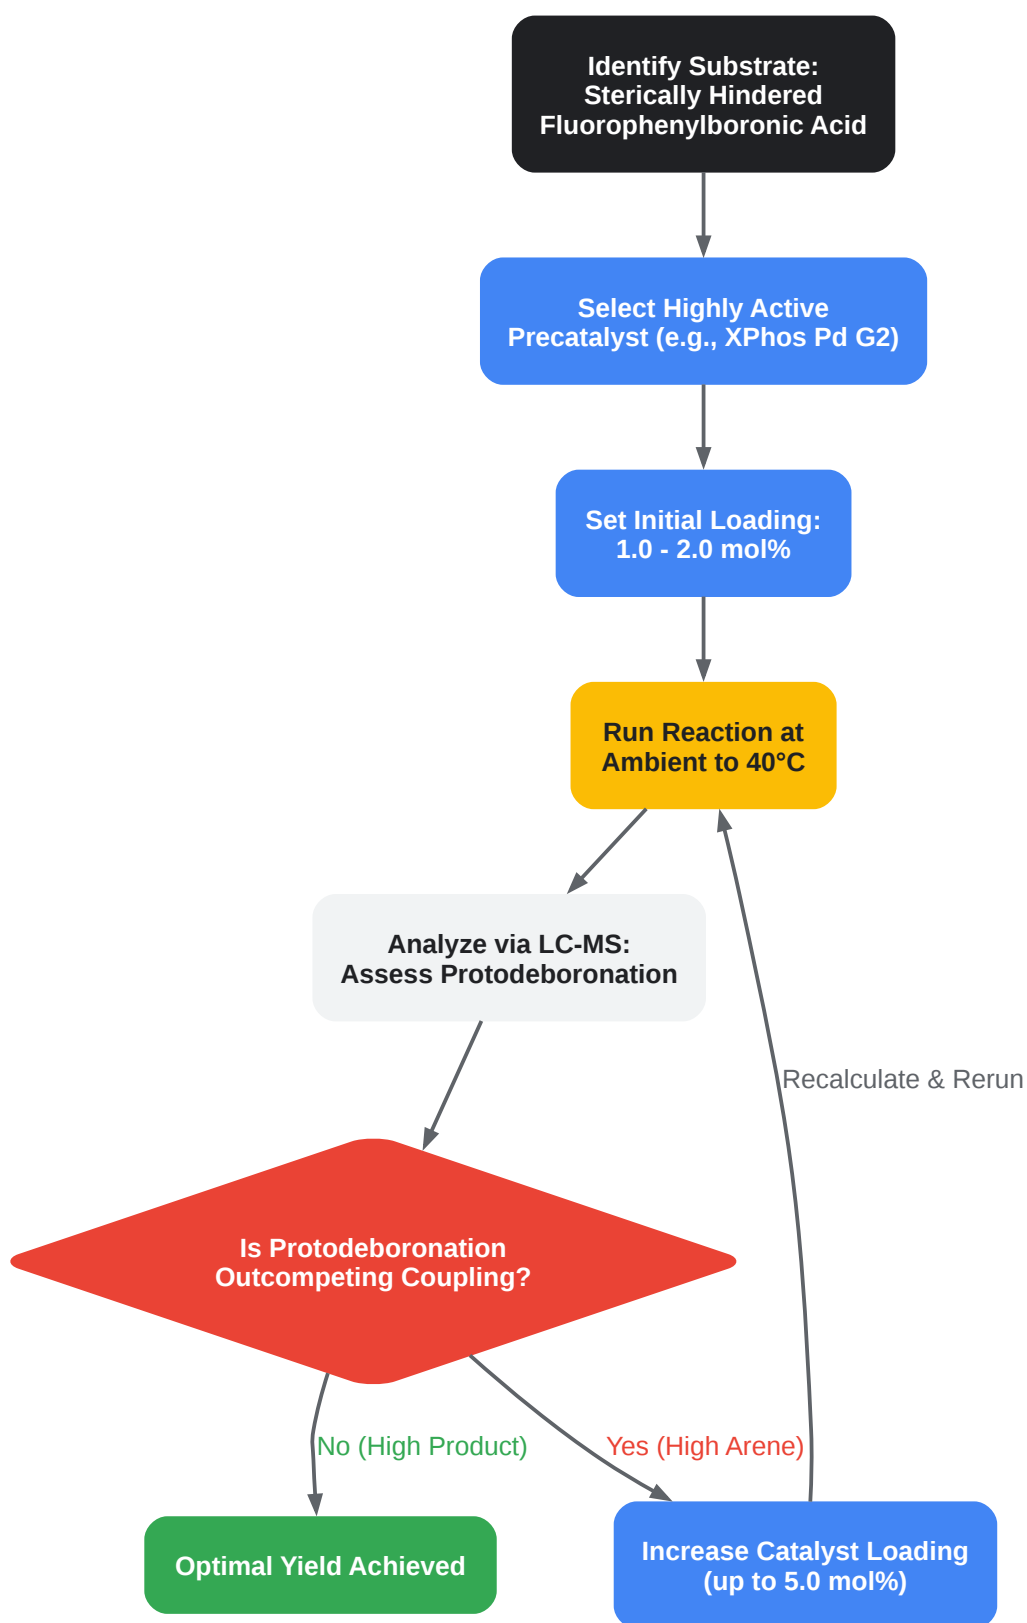 Identify Substrate:
Sterically Hindered
Fluorophenylboronic Acid
Select Highly Active
Precatalyst (e.g., XPhos Pd G2)
Set Initial Loading:
1.0 - 2.0 mol%
Run Reaction at
Ambient to 40°C
Analyze via LC-MS:
Assess Protodeboronation
Recalculate & Rerun
Is Protodeboronation
Outcompeting Coupling?
No (High Product)
Yes (High Arene)
Optimal Yield Achieved
Increase Catalyst Loading
(up to 5.0 mol%)